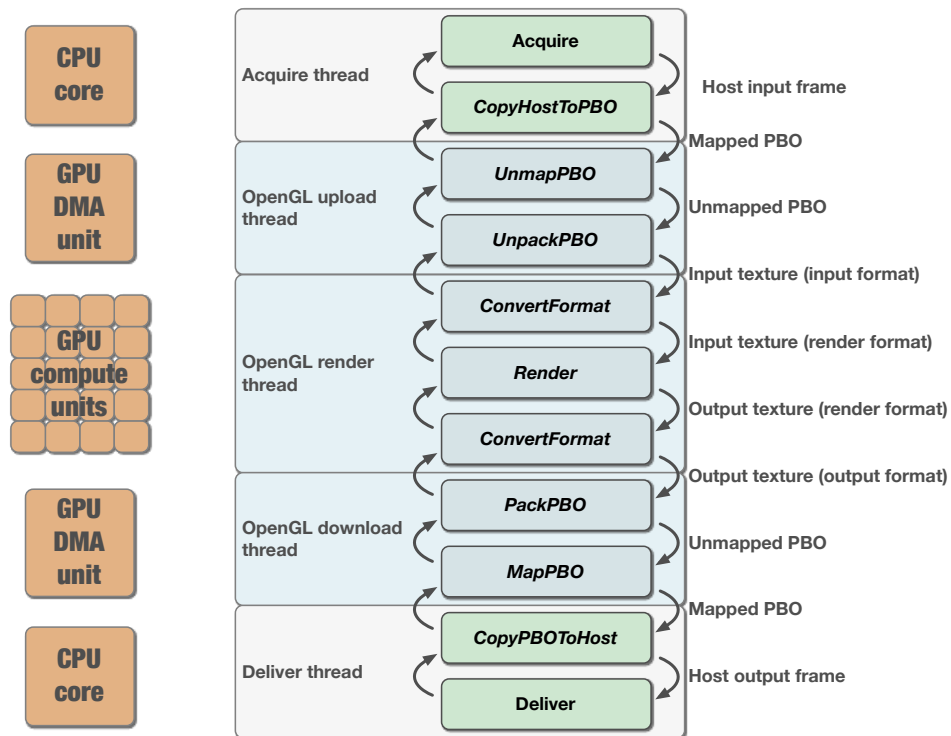 CPU
core
GPU
DMA
unit
GPU
compute
units
GPU
DMA
unit
CPU
core
Acquire thread
Acquire
CopyHostToPBO
Host input frame
Mapped PBO
OpenGL upload
thread
UnmapPBO
Unmapped PBO
UnpackPBO
Input texture (input format)
OpenGL render
thread
ConvertFormat
Input texture (render format)
Render
Output texture (render format)
ConvertFormat
Output texture (output format)
OpenGL download
thread
PackPBO
Unmapped PBO
MapPBO
Mapped PBO
Deliver thread
CopyPBOToHost
Host output frame
Deliver